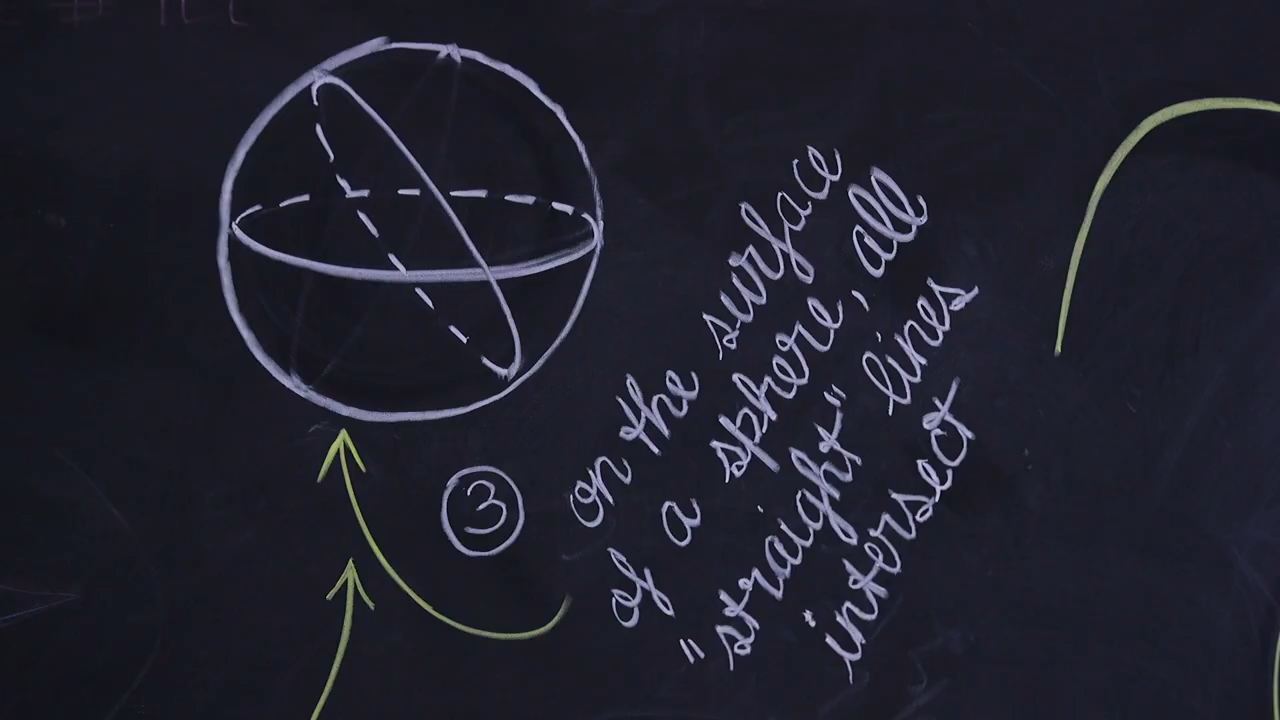 ③
on the surface
of a sphere, all
"straight" lines
"intersect